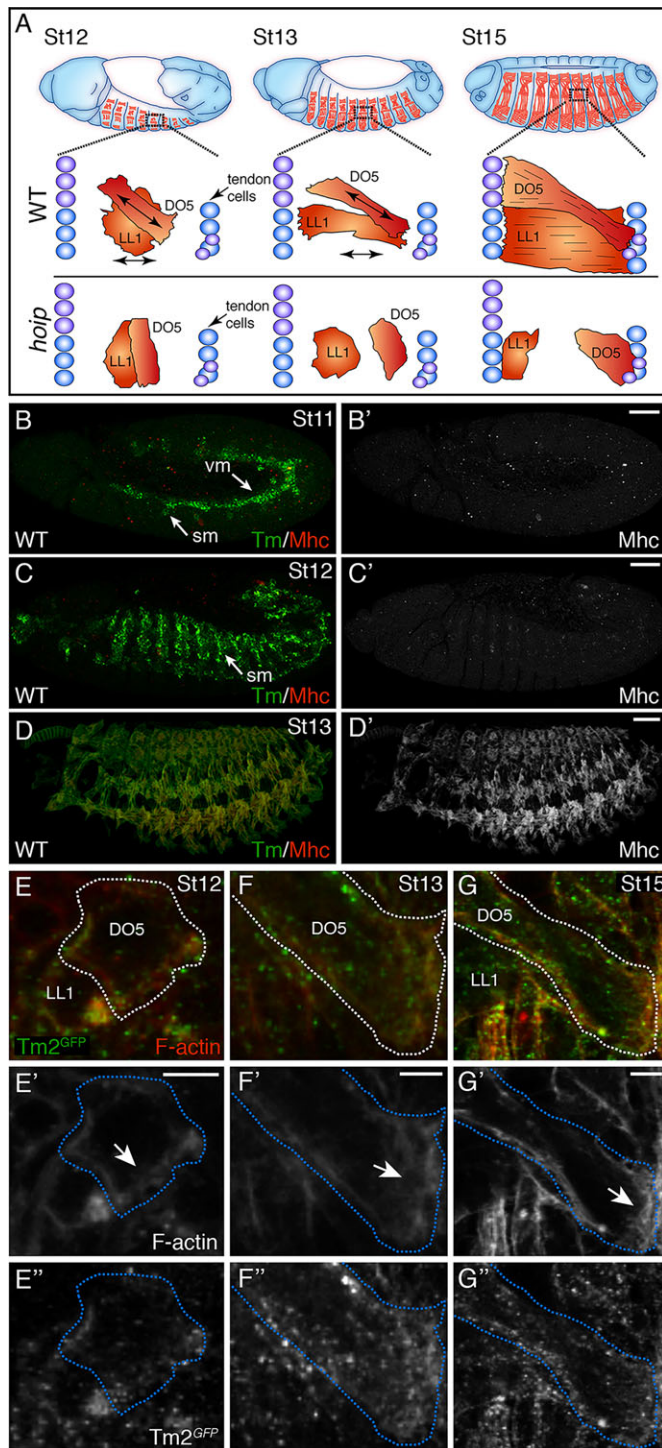 A
St12 St13 St15
WT
DO5
LL1
tendon
cells
DO5
LL1
DO5
LL1
hoip
DO5
LL1
tendon
cells
DO5
LL1
LL1
DO5
B St11 B'
vm
sm
WT Tm/Mhc Mhc
C St12 C'
sm
WT Tm/Mhc Mhc
D St13 D'
WT Tm/Mhc Mhc
E St12 F St13 G St15
DO5 DO5 DO5
LL1 LL1
Tm2GFP F-actin
E' F' G'
F-actin
E" F" G"
Tm2GFP